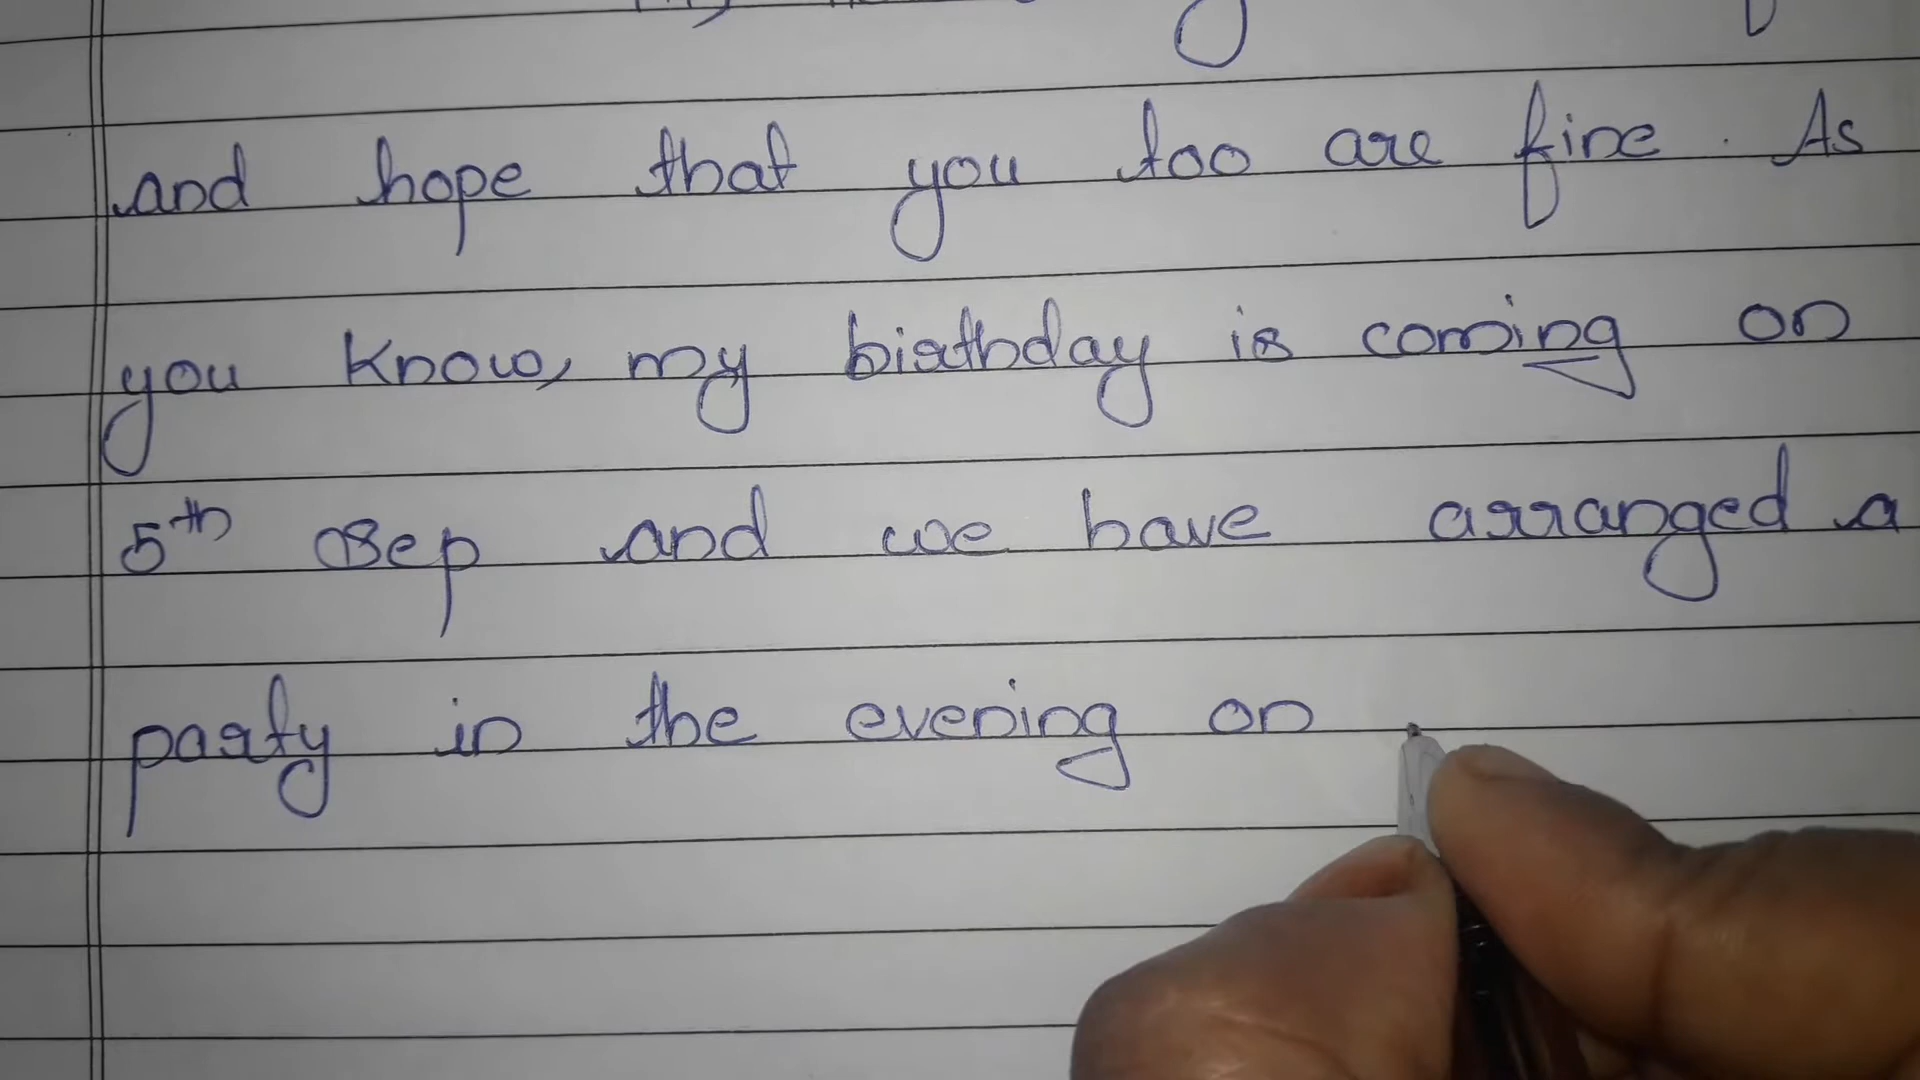 and hope that you too are fine. As
you know, my birthday is coming on
5th Sep and we have arranged a
party in the evening on